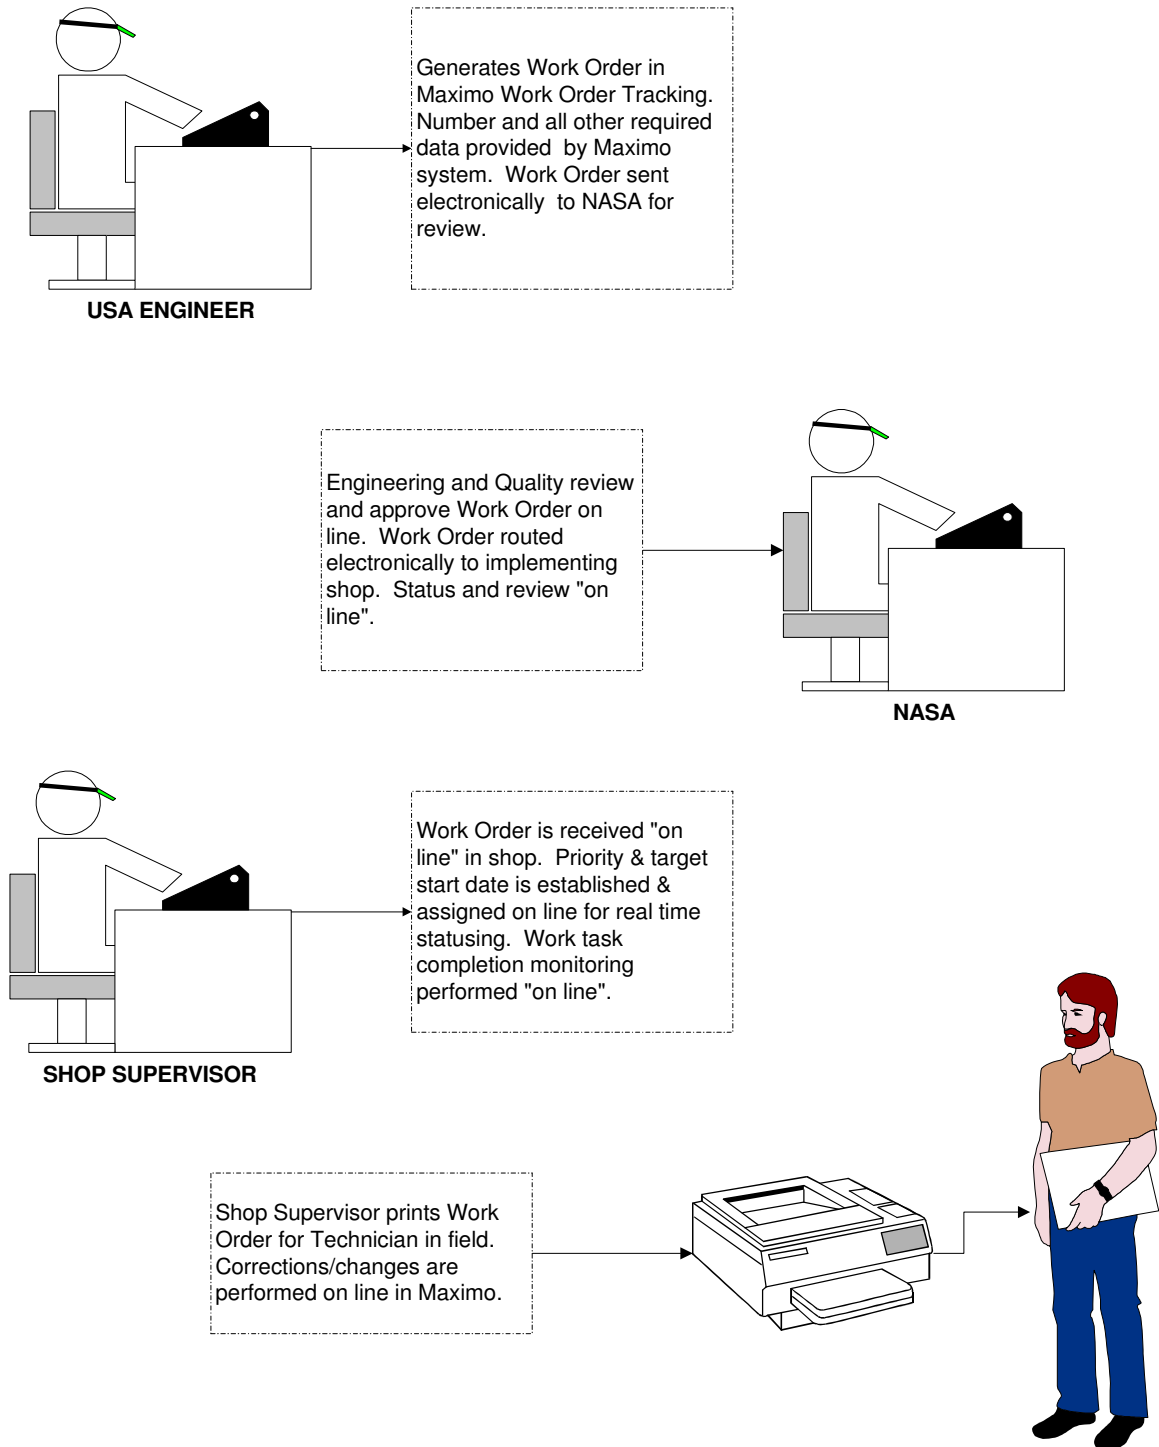 Generates Work Order in
Maximo Work Order Tracking.
Number and all other required
data provided  by Maximo
system.  Work Order sent
electronically  to NASA for
review.
USA ENGINEER
Engineering and Quality review
and approve Work Order on
line.  Work Order routed
electronically to implementing
shop.  Status and review "on
line".
NASA
Work Order is received "on
line" in shop.  Priority & target
start date is established &
assigned on line for real time
statusing.  Work task
completion monitoring
performed "on line".
SHOP SUPERVISOR
Shop Supervisor prints Work
Order for Technician in field.
Corrections/changes are
performed on line in Maximo.